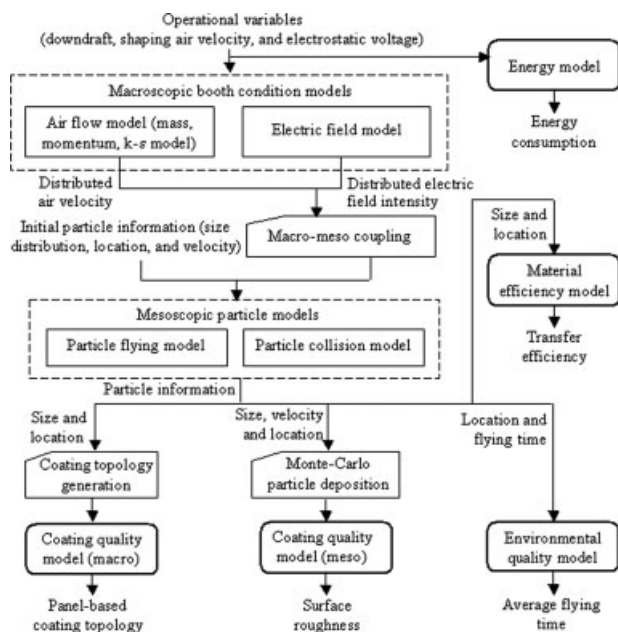 Operational variables
(downdraft, shaping air velocity, and electrostatic voltage)
Energy model
Energy
consumption
Macroscopic booth condition models
Air flow model (mass,
momentum, k-s model)
Electric field model
Distributed
air velocity
Distributed electric
field intensity
Initial particle information (size
distribution, location, and velocity)
Macro-meso coupling
Size and
location
Material
efficiency model
Transfer
efficiency
Mesoscopic particle models
Particle flying model
Particle collision model
Particle information
Size and
location
Size, velocity
and location
Location and
flying time
Coating topology
generation
Monte-Carlo
particle deposition
Coating quality
model (macro)
Coating quality
model (meso)
Environmental
quality model
Panel-based
coating topology
Surface
roughness
Average flying
time